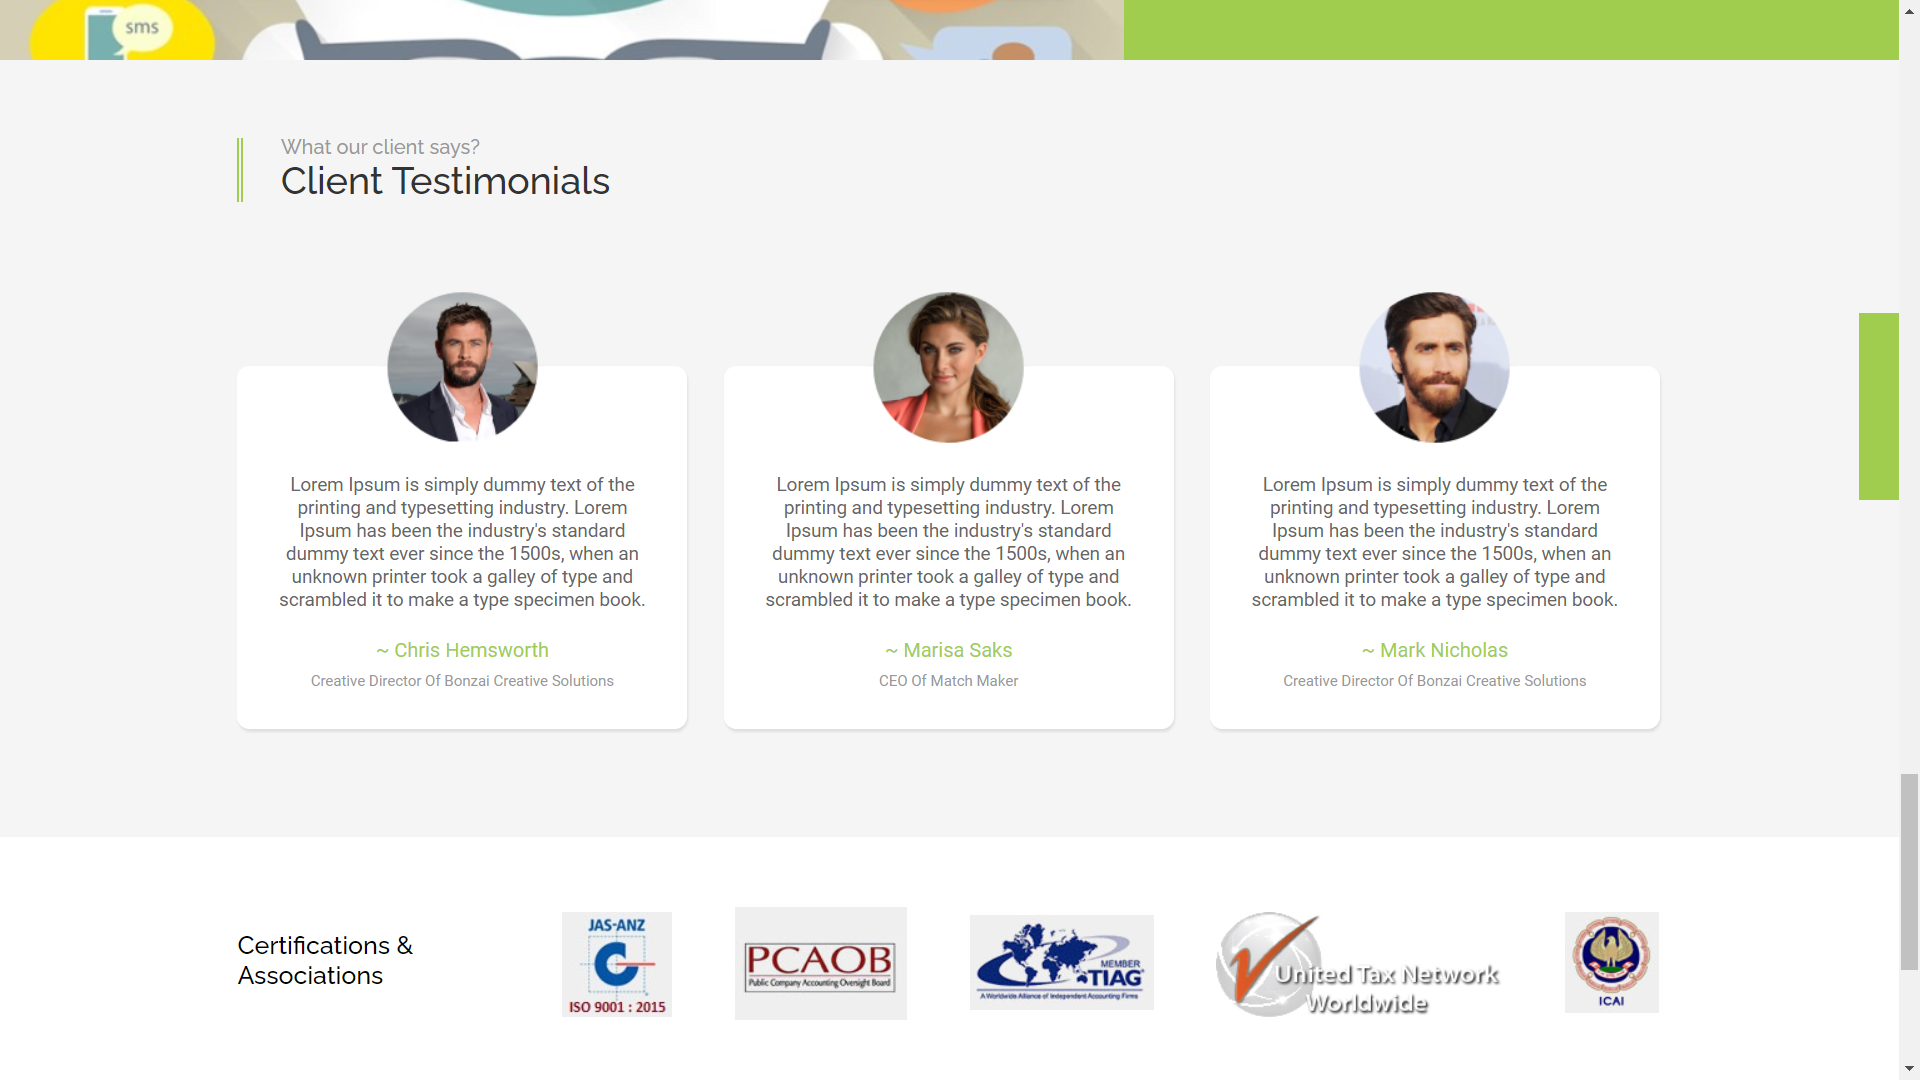 sms
What our client says?
Client Testimonials
Lorem Ipsum is simply dummy text of the
printing and typesetting industry. Lorem
Ipsum has been the industry's standard
dummy text ever since the 1500s, when an
unknown printer took a galley of type and
scrambled it to make a type specimen book.
~ Chris Hemsworth
Creative Director Of Bonzai Creative Solutions
Lorem Ipsum is simply dummy text of the
printing and typesetting industry. Lorem
Ipsum has been the industry's standard
dummy text ever since the 1500s, when an
unknown printer took a galley of type and
scrambled it to make a type specimen book.
~ Marisa Saks
CEO Of Match Maker
Lorem Ipsum is simply dummy text of the
printing and typesetting industry. Lorem
Ipsum has been the industry's standard
dummy text ever since the 1500s, when an
unknown printer took a galley of type and
scrambled it to make a type specimen book.
~ Mark Nicholas
Creative Director Of Bonzai Creative Solutions
Certifications &
Associations
JAS-ANZ
ISO 9001 : 2015
PCAOB
Public Company Accounting Oversight Board
MEMBER
TIAG
A Worldwide Alliance of Independent Accounting Firms
United Tax Network
Worldwide
ICAI